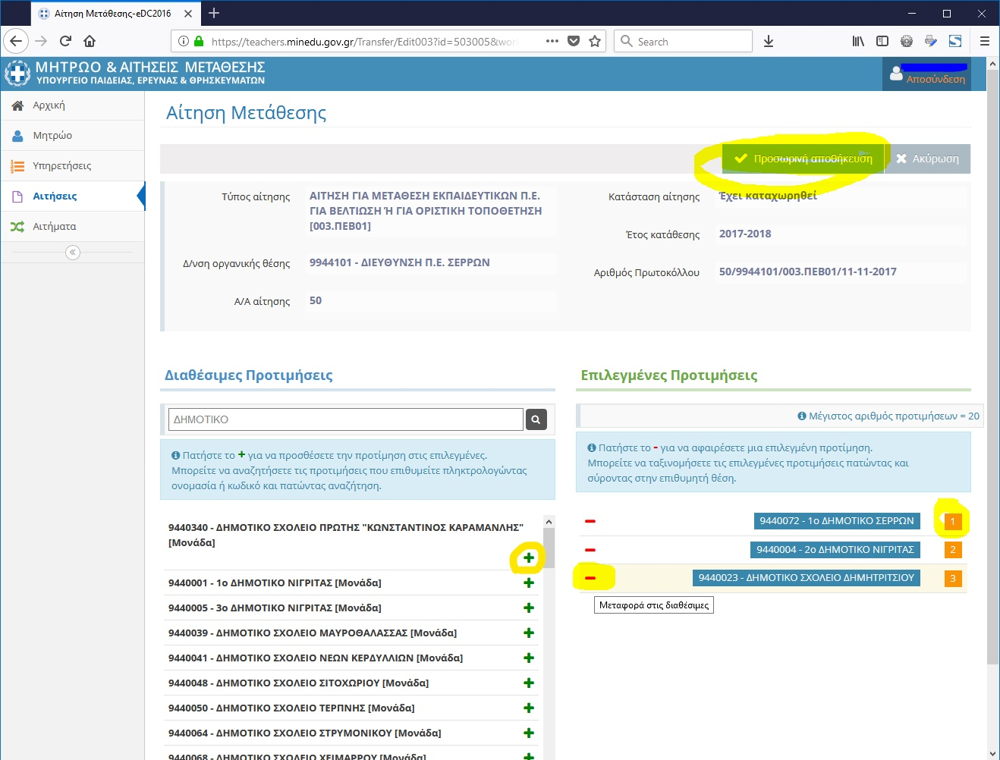 Αίτηση Μετάθεσης-eDC2016
https://teachers.minedu.gov.gr/Transfer/Edit003?id=503005&wor
Search
ΜΗΤΡΩΟ & ΑΙΤΗΣΕΙΣ ΜΕΤΑΘΕΣΗΣ
ΥΠΟΥΡΓΕΙΟ ΠΑΙΔΕΙΑΣ, ΕΡΕΥΝΑΣ & ΘΡΗΣΚΕΥΜΑΤΩΝ
Αποσύνδεση
Αρχική
Μητρώο
Υπηρετήσεις
Αιτήσεις
Αιτήματα
Αίτηση Μετάθεσης
Προσωρινή αποθήκευση
Ακύρωση
Τύπος αίτησης
ΑΙΤΗΣΗ ΓΙΑ ΜΕΤΑΘΕΣΗ ΕΚΠΑΙΔΕΥΤΙΚΩΝ Π.Ε.
ΓΙΑ ΒΕΛΤΙΩΣΗ Ή ΓΙΑ ΟΡΙΣΤΙΚΗ ΤΟΠΟΘΕΤΗΣΗ
[003.ΠΕΒ01]
Δ/νση οργανικής θέσης
9944101 - ΔΙΕΥΘΥΝΣΗ Π.Ε. ΣΕΡΡΩΝ
Α/Α αίτησης
50
Κατάσταση αίτησης
Έχει καταχωρηθεί
Έτος κατάθεσης
2017-2018
Αριθμός Πρωτοκόλλου
50/9944101/003.ΠΕΒ01/11-11-2017
Διαθέσιμες Προτιμήσεις
ΔΗΜΟΤΙΚΟ
Πατήστε το + για να προσθέσετε την προτίμηση στις επιλεγμένες.
Μπορείτε να αναζητήσετε τις προτιμήσεις που επιθυμείτε πληκτρολογώντας
ονομασία ή κωδικό και πατώντας αναζήτηση.
9440340 - ΔΗΜΟΤΙΚΟ ΣΧΟΛΕΙΟ ΠΡΩΤΗΣ "ΚΩΝΣΤΑΝΤΙΝΟΣ ΚΑΡΑΜΑΝΛΗΣ"
[Μονάδα]
9440001 - 1ο ΔΗΜΟΤΙΚΟ ΝΙΓΡΙΤΑΣ [Μονάδα]
9440005 - 3ο ΔΗΜΟΤΙΚΟ ΝΙΓΡΙΤΑΣ [Μονάδα]
9440039 - ΔΗΜΟΤΙΚΟ ΣΧΟΛΕΙΟ ΜΑΥΡΟΘΑΛΑΣΣΑΣ [Μονάδα]
9440041 - ΔΗΜΟΤΙΚΟ ΣΧΟΛΕΙΟ ΝΕΩΝ ΚΕΡΔΥΛΛΙΩΝ [Μονάδα]
9440048 - ΔΗΜΟΤΙΚΟ ΣΧΟΛΕΙΟ ΣΙΤΟΧΩΡΙΟΥ [Μονάδα]
9440050 - ΔΗΜΟΤΙΚΟ ΣΧΟΛΕΙΟ ΤΕΡΠΝΗΣ [Μονάδα]
9440064 - ΔΗΜΟΤΙΚΟ ΣΧΟΛΕΙΟ ΣΤΡΥΜΟΝΙΚΟΥ [Μονάδα]
9440068 - ΔΗΜΟΤΙΚΟ ΣΧΟΛΕΙΟ ΧΕΙΜΑΡΡΟΥ [Μονάδα]
Επιλεγμένες Προτιμήσεις
Μέγιστος αριθμός προτιμήσεων = 20
Πατήστε το - για να αφαιρέσετε μια επιλεγμένη προτίμηση.
Μπορείτε να ταξινομήσετε τις επιλεγμένες προτιμήσεις πατώντας και
σύροντας στην επιθυμητή θέση.
9440072 - 1ο ΔΗΜΟΤΙΚΟ ΣΕΡΡΩΝ 1
9440004 - 2ο ΔΗΜΟΤΙΚΟ ΝΙΓΡΙΤΑΣ 2
9440023 - ΔΗΜΟΤΙΚΟ ΣΧΟΛΕΙΟ ΔΗΜΗΤΡΙΤΣΙΟΥ 3
Μεταφορά στις διαθέσιμες